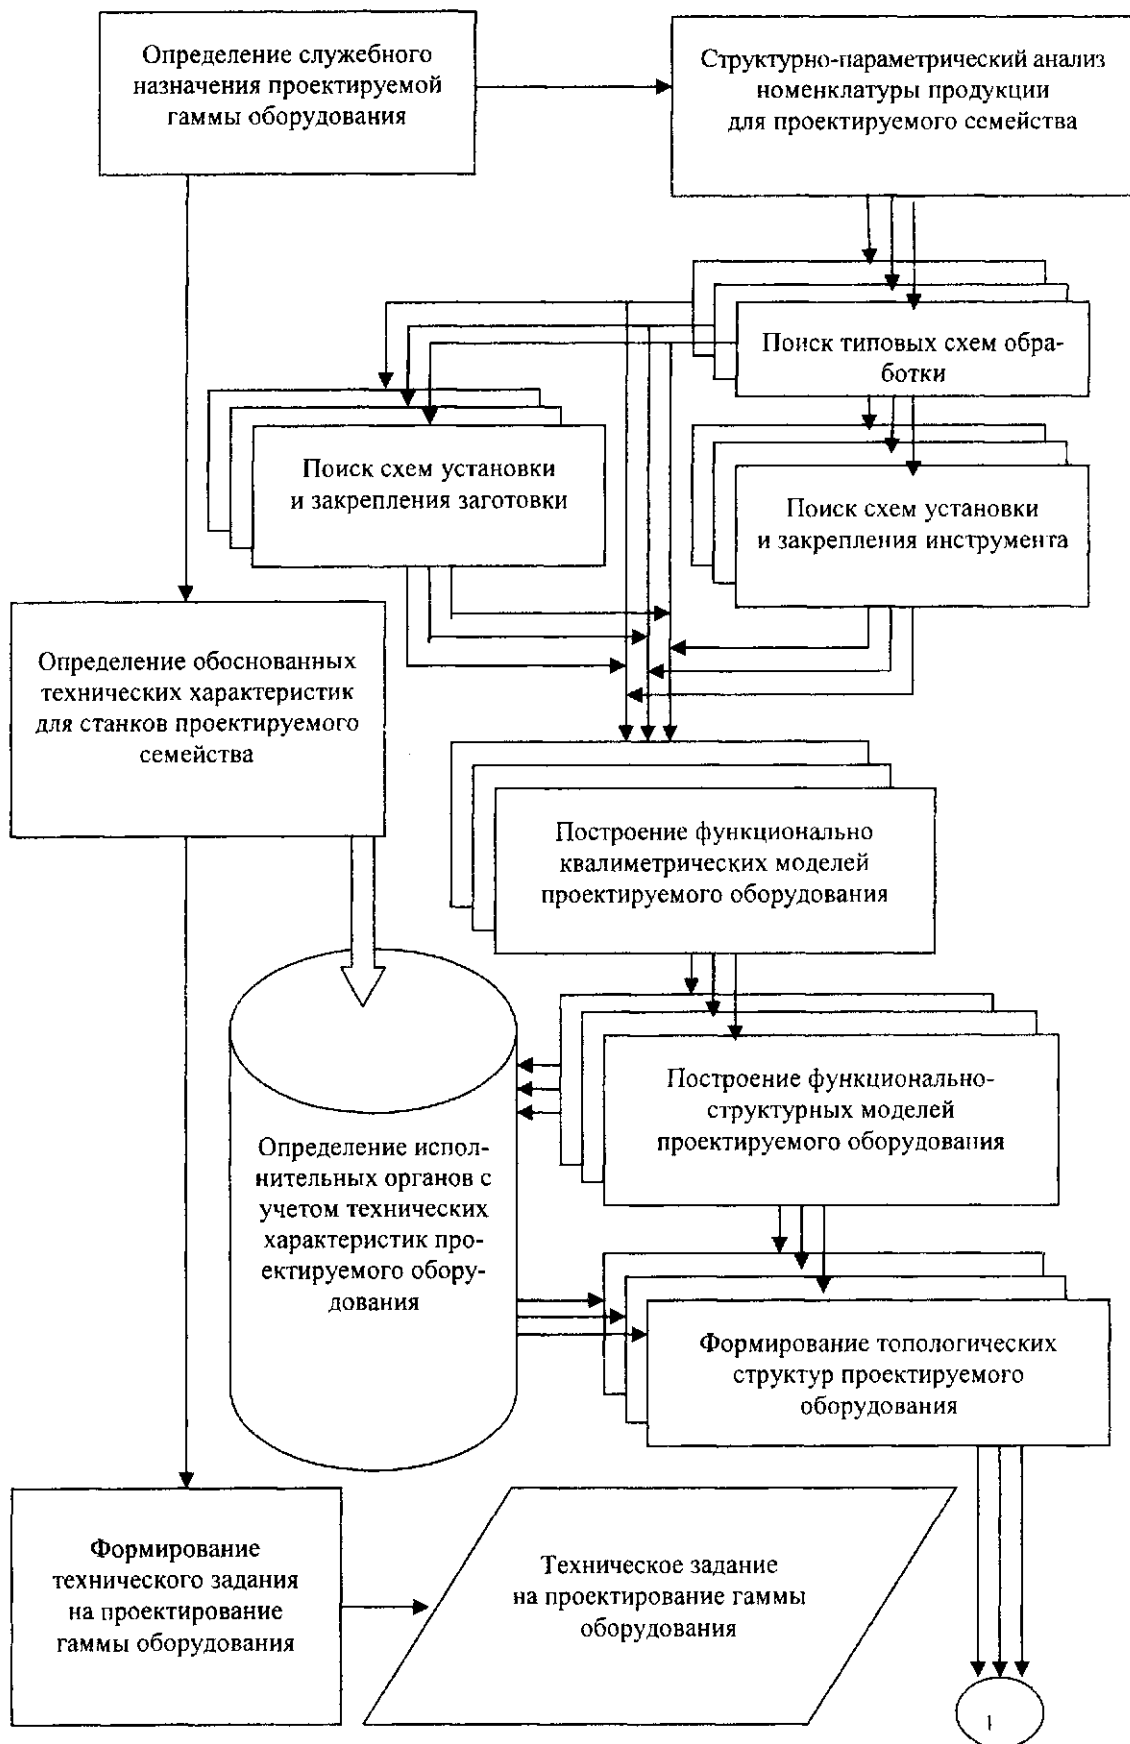 Определение служебного
назначения проектируемой
гаммы оборудования
Структурно-параметрический анализ
номенклатуры продукции
для проектируемого семейства
Поиск типовых схем обра-
ботки
Поиск схем установки
и закрепления заготовки
Поиск схем установки
и закрепления инструмента
Определение обоснованных
технических характеристик
для станков проектируемого
семейства
Построение функционально
квалиметрических моделей
проектируемого оборудования
Построение функционально-
структурных моделей
проектируемого оборудования
Определение испол-
нительных органов с
учетом технических
характеристик про-
ектируемого обору-
дования
Формирование топологических
структур проектируемого
оборудования
Формирование
технического задания
на проектирование
гаммы оборудования
Техническое задание
на проектирование гаммы
оборудования
1